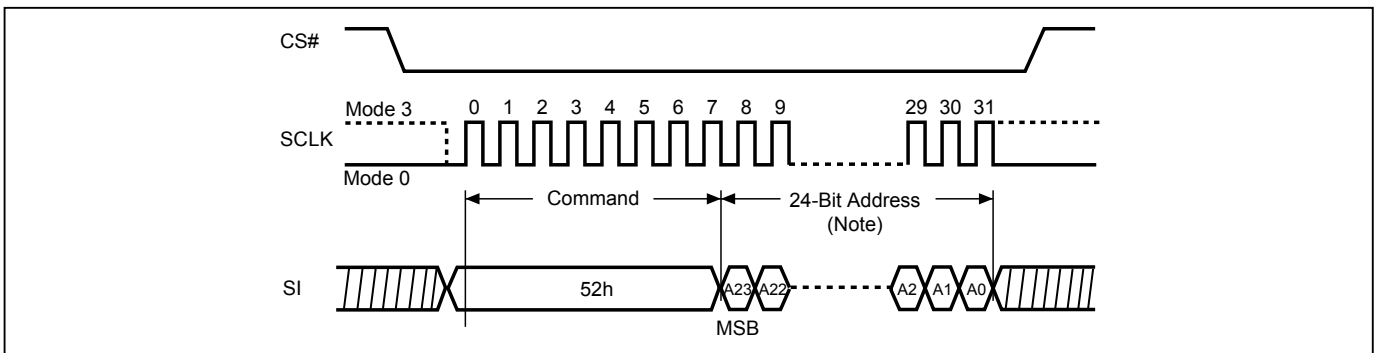 CS#
Mode 3
0 1 2 3 4 5 6 7 8 9 29 30 31
SCLK
Mode 0
Command
24-Bit Address
(Note)
SI
52h
A23 A22 A2 A1 A0
MSB